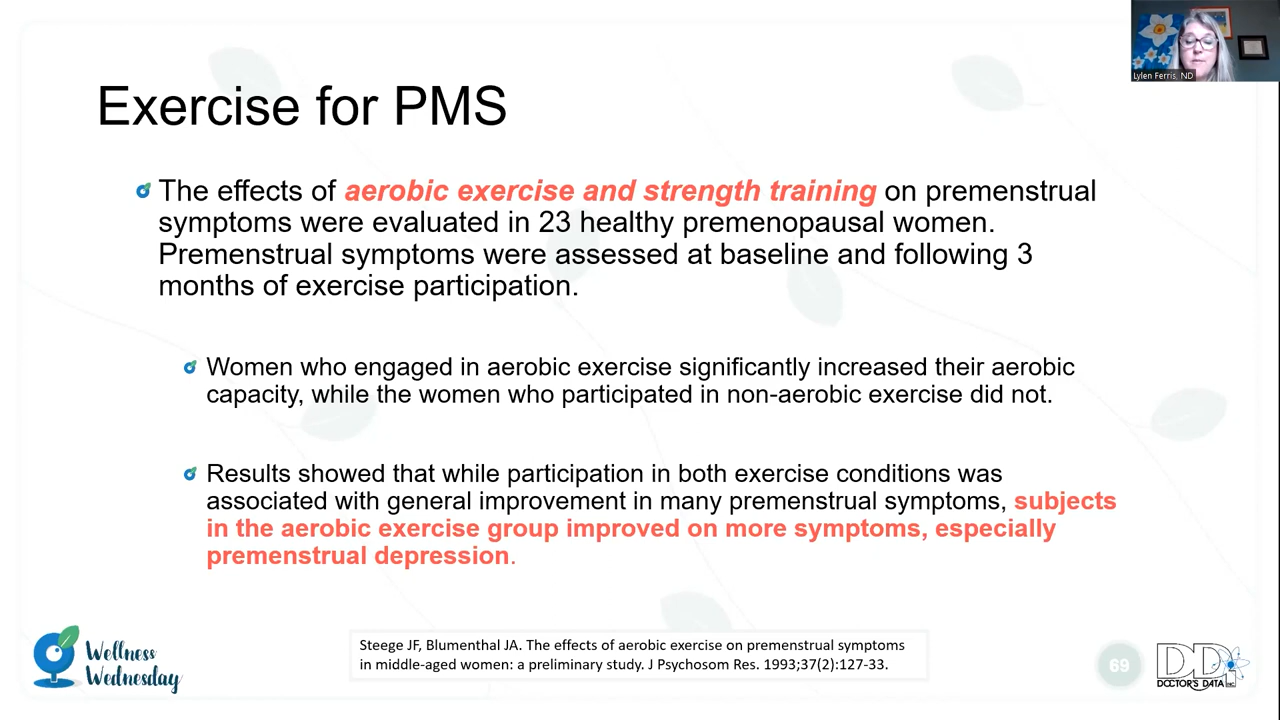 Lylen Ferris, ND
Exercise for PMS
The effects of aerobic exercise and strength training on premenstrual
symptoms were evaluated in 23 healthy premenopausal women.
Premenstrual symptoms were assessed at baseline and following 3
months of exercise participation.
Women who engaged in aerobic exercise significantly increased their aerobic
capacity, while the women who participated in non-aerobic exercise did not.
Results showed that while participation in both exercise conditions was
associated with general improvement in many premenstrual symptoms, subjects
in the aerobic exercise group improved on more symptoms, especially
premenstrual depression.
Wellness
Wednesday
Steege JF, Blumenthal JA. The effects of aerobic exercise on premenstrual symptoms
in middle-aged women: a preliminary study. J Psychosom Res. 1993;37(2):127-33.
69
DDI
DOCTOR'S DATA INC